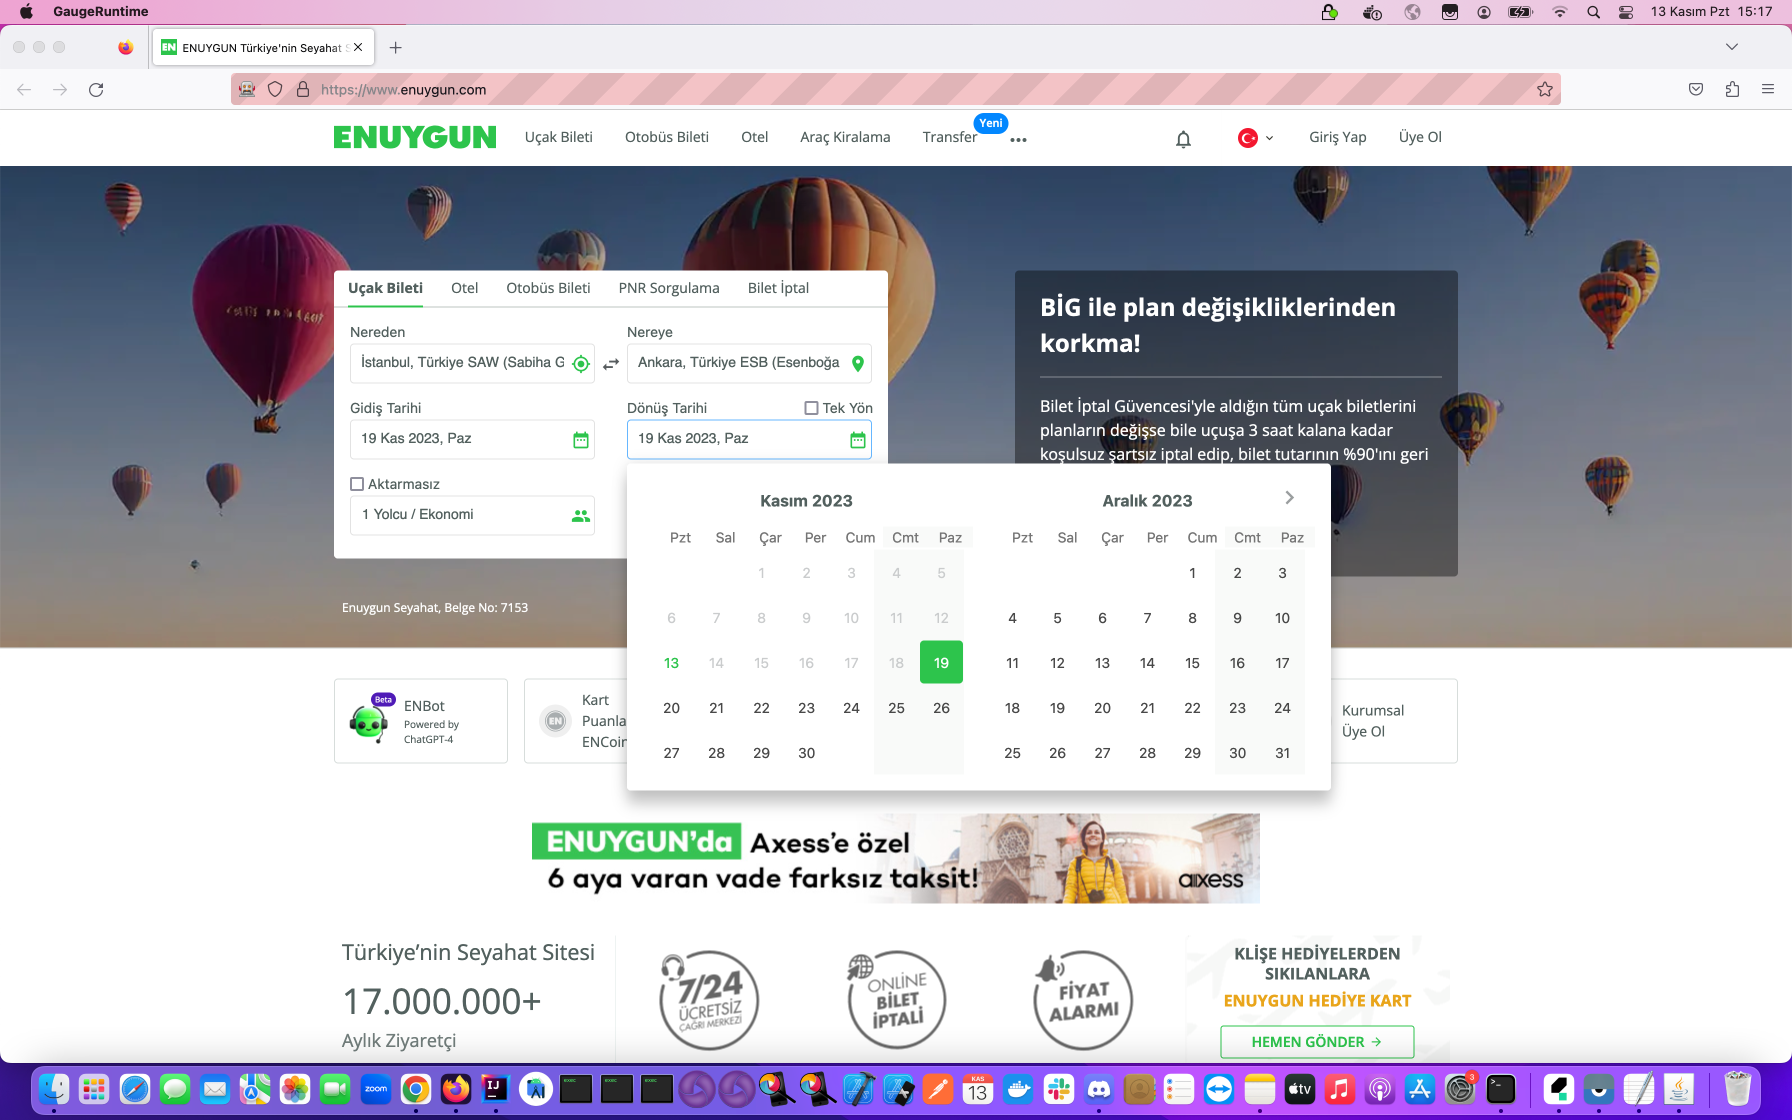 GaugeRuntime
13 Kasım Pzt 15:17
EN ENUYGUN Türkiye'nin Seyahat S
https://www.enuygun.com
ENUYGUN
Uçak Bileti
Otobüs Bileti
Otel
Araç Kiralama
Transfer
Yeni
Giriş Yap
Üye Ol
Uçak Bileti
Otel
Otobüs Bileti
PNR Sorgulama
Bilet İptal
Nereden
Nereye
İstanbul, Türkiye SAW (Sabiha G
Ankara, Türkiye ESB (Esenboğa
Gidiş Tarihi
Dönüş Tarihi
Tek Yön
19 Kas 2023, Paz
19 Kas 2023, Paz
Aktarmasız
1 Yolcu / Ekonomi
Enuygun Seyahat, Belge No: 7153
BİG ile plan değişikliklerinden
korkma!
Bilet İptal Güvencesi'yle aldığın tüm uçak biletlerini
planların değişse bile uçuşa 3 saat kalana kadar
koşulsuz şartsız iptal edip, bilet tutarının %90'ını geri
Kasım 2023
Pzt Sal Çar Per Cum Cmt Paz
1 2 3 4 5
6 7 8 9 10 11 12
13 14 15 16 17 18 19
20 21 22 23 24 25 26
27 28 29 30
Aralık 2023
Pzt Sal Çar Per Cum Cmt Paz
1 2 3
4 5 6 7 8 9 10
11 12 13 14 15 16 17
18 19 20 21 22 23 24
25 26 27 28 29 30 31
Beta
ENBot
Powered by
ChatGPT-4
EN
Kart
Puanla
ENCoin
Kurumsal
Üye Ol
ENUYGUN'da Axess'e özel
6 aya varan vade farksız taksit!
axess
Türkiye'nin Seyahat Sitesi
17.000.000+
Aylık Ziyaretçi
7/24
ÜCRETSİZ
ÇAĞRI MERKEZİ
ONLİNE
BİLET
İPTALİ
FİYAT
ALARMI
KLİŞE HEDİYELERDEN
SIKILANLARA
ENUYGUN HEDİYE KART
HEMEN GÖNDER →
zoom
IJ
KAS
13
tv
3